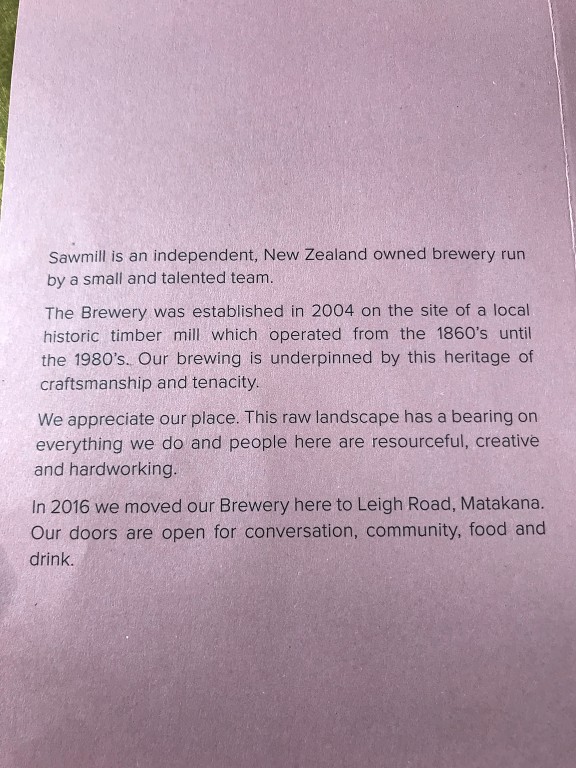 Sawmill is an independent, New Zealand owned brewery run
by a small and talented team.
The Brewery was established in 2004 on the site of a local
historic timber mill which operated from the 1860's until
the 1980's. Our brewing is underpinned by this heritage of
craftsmanship and tenacity.
We appreciate our place. This raw landscape has a bearing on
everything we do and people here are resourceful, creative
and hardworking.
In 2016 we moved our Brewery here to Leigh Road, Matakana.
Our doors are open for conversation, community, food and
drink.